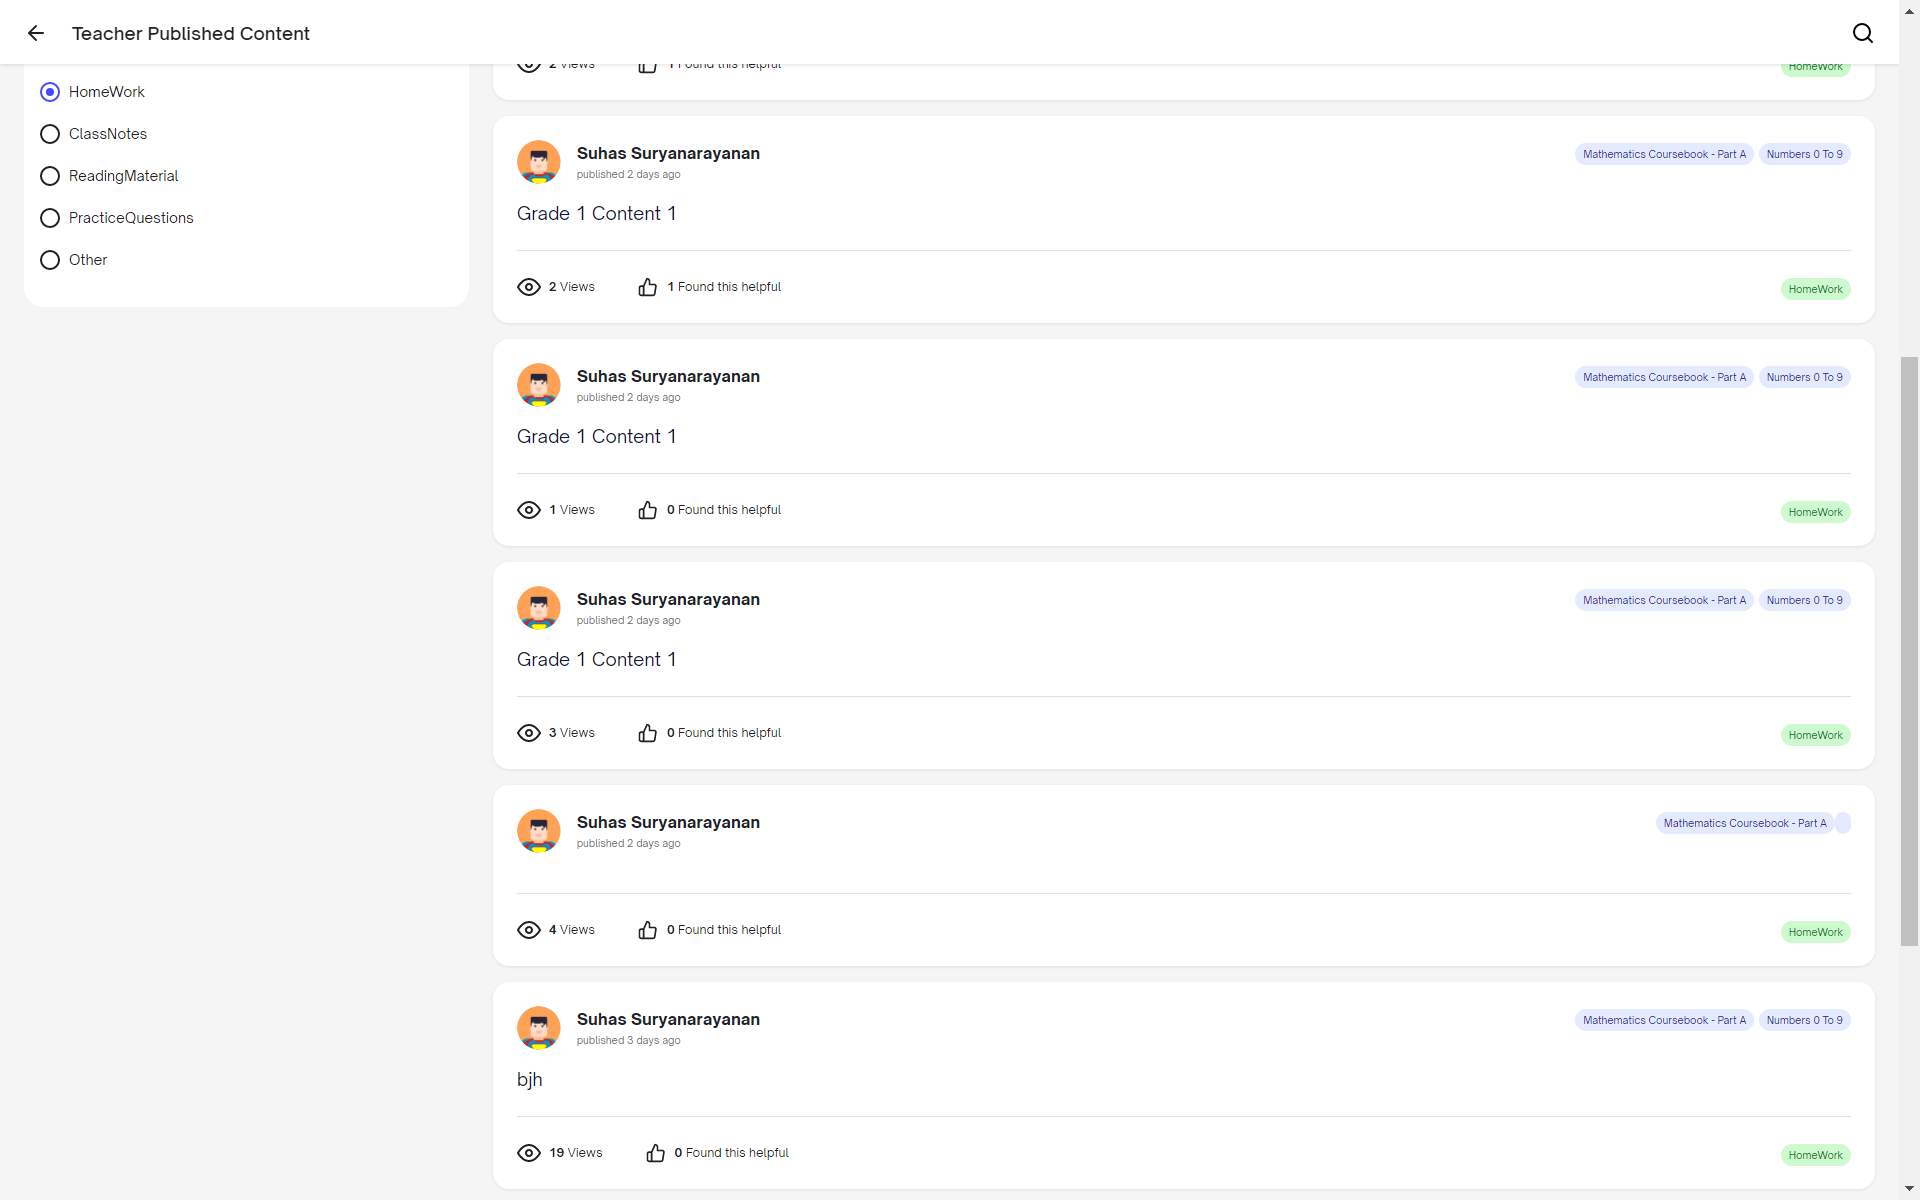 Teacher Published Content
HomeWork
ClassNotes
ReadingMaterial
PracticeQuestions
Other
2 Views 1 Found this helpful HomeWork
Suhas Suryanarayanan Mathematics Coursebook - Part A Numbers 0 To 9
published 2 days ago
Grade 1 Content 1
2 Views 1 Found this helpful HomeWork
Suhas Suryanarayanan Mathematics Coursebook - Part A Numbers 0 To 9
published 2 days ago
Grade 1 Content 1
1 Views 0 Found this helpful HomeWork
Suhas Suryanarayanan Mathematics Coursebook - Part A Numbers 0 To 9
published 2 days ago
Grade 1 Content 1
3 Views 0 Found this helpful HomeWork
Suhas Suryanarayanan Mathematics Coursebook - Part A
published 2 days ago
4 Views 0 Found this helpful HomeWork
Suhas Suryanarayanan Mathematics Coursebook - Part A Numbers 0 To 9
published 3 days ago
bjh
19 Views 0 Found this helpful HomeWork